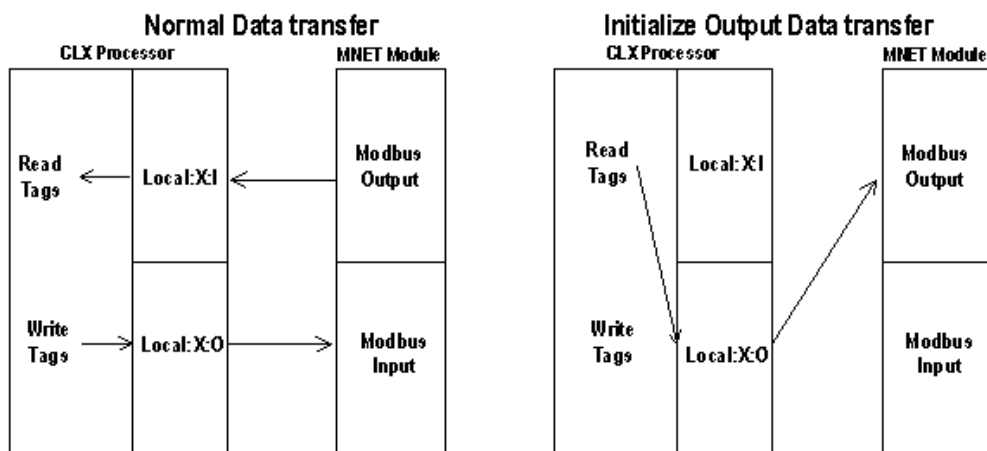 Normal Data transfer
CLX Processor
MNET Module
Read
Tags
Local:X:I
Modbus
Output
Write
Tags
Local:X:O
Modbus
Input
Initialize Output Data transfer
CLX Processor
MNET Module
Read
Tags
Local:X:I
Modbus
Output
Write
Tags
Local:X:O
Modbus
Input